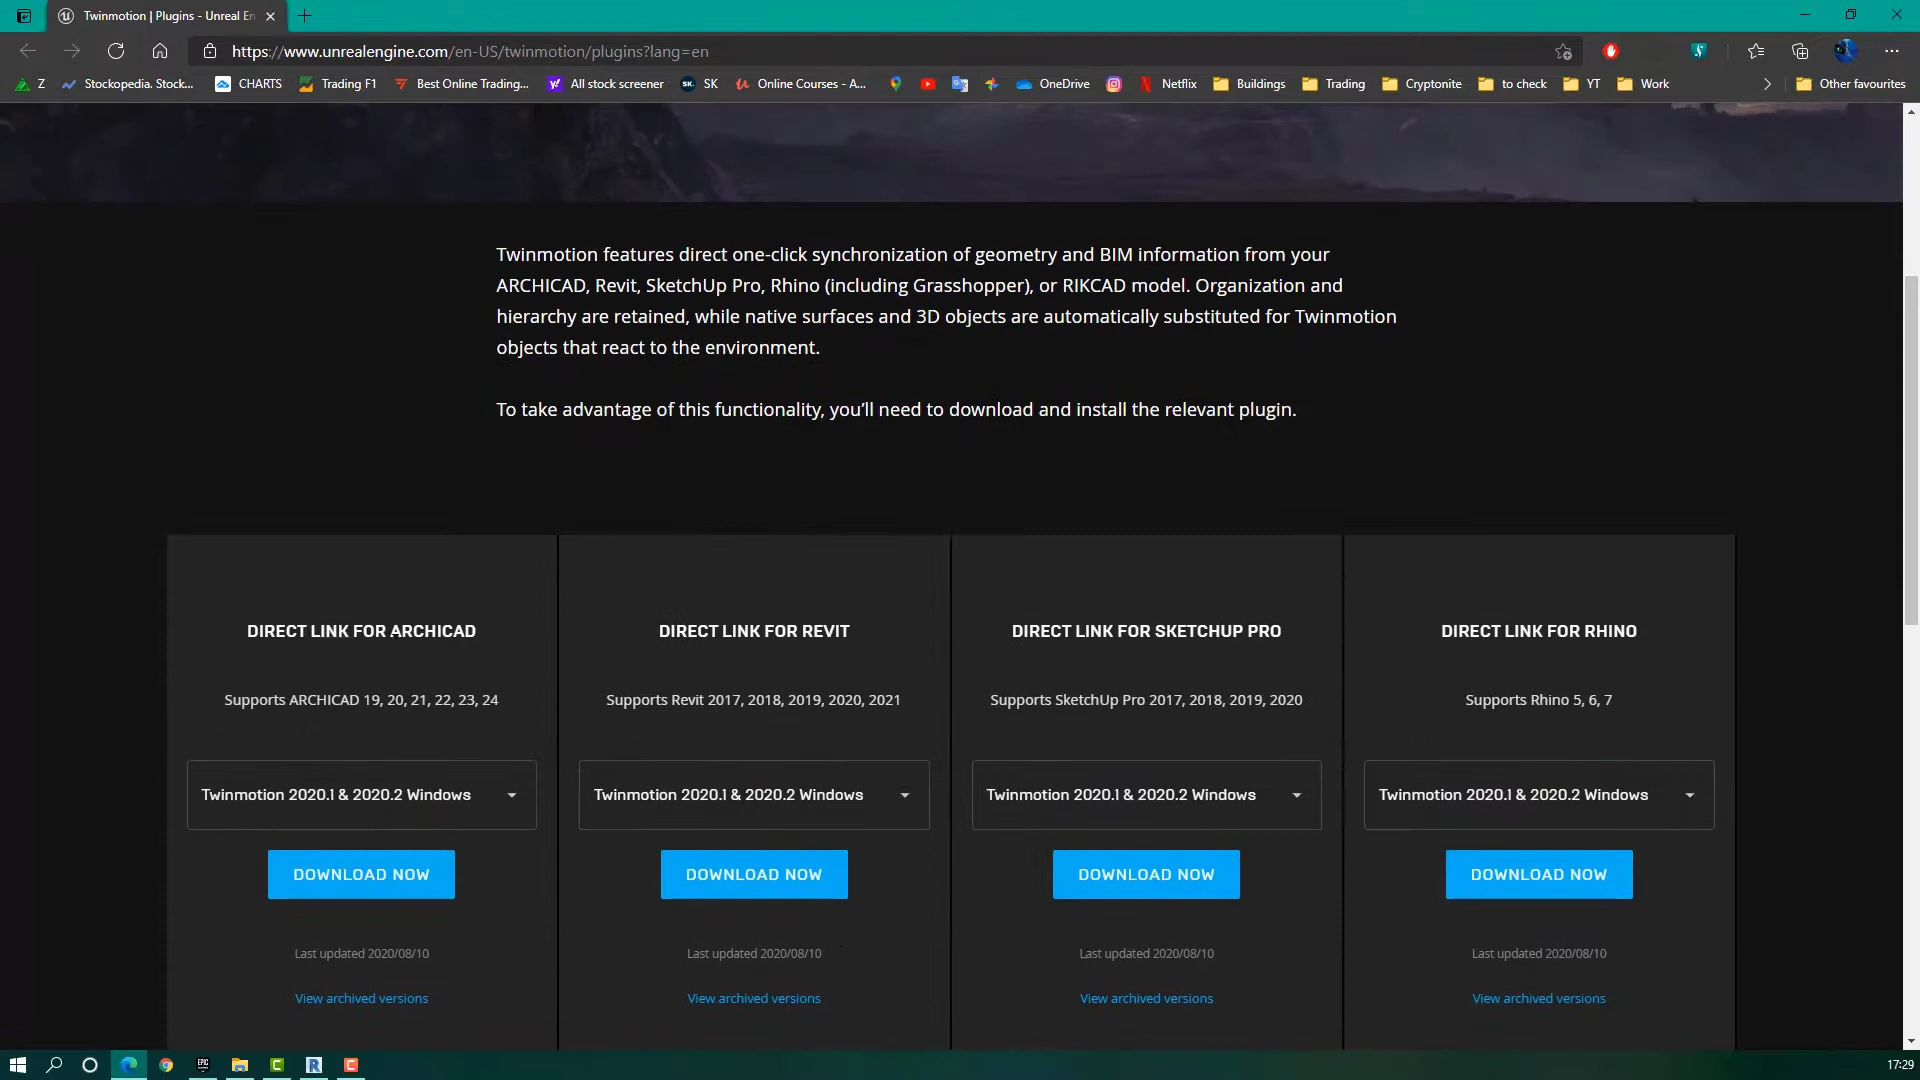 Twinmotion | Plugins - Unreal En
https://www.unrealengine.com/en-US/twinmotion/plugins?lang=en
Z Stockopedia. Stock... CHARTS Trading F1 Best Online Trading... All stock screener SK Online Courses - A... OneDrive Netflix Buildings Trading Cryptonite to check YT Work Other favourites
Twinmotion features direct one-click synchronization of geometry and BIM information from your
ARCHICAD, Revit, SketchUp Pro, Rhino (including Grasshopper), or RIKCAD model. Organization and
hierarchy are retained, while native surfaces and 3D objects are automatically substituted for Twinmotion
objects that react to the environment.
To take advantage of this functionality, you’ll need to download and install the relevant plugin.
DIRECT LINK FOR ARCHICAD
Supports ARCHICAD 19, 20, 21, 22, 23, 24
Twinmotion 2020.1 & 2020.2 Windows
DOWNLOAD NOW
Last updated 2020/08/10
View archived versions
DIRECT LINK FOR REVIT
Supports Revit 2017, 2018, 2019, 2020, 2021
Twinmotion 2020.1 & 2020.2 Windows
DOWNLOAD NOW
Last updated 2020/08/10
View archived versions
DIRECT LINK FOR SKETCHUP PRO
Supports SketchUp Pro 2017, 2018, 2019, 2020
Twinmotion 2020.1 & 2020.2 Windows
DOWNLOAD NOW
Last updated 2020/08/10
View archived versions
DIRECT LINK FOR RHINO
Supports Rhino 5, 6, 7
Twinmotion 2020.1 & 2020.2 Windows
DOWNLOAD NOW
Last updated 2020/08/10
View archived versions
17:29